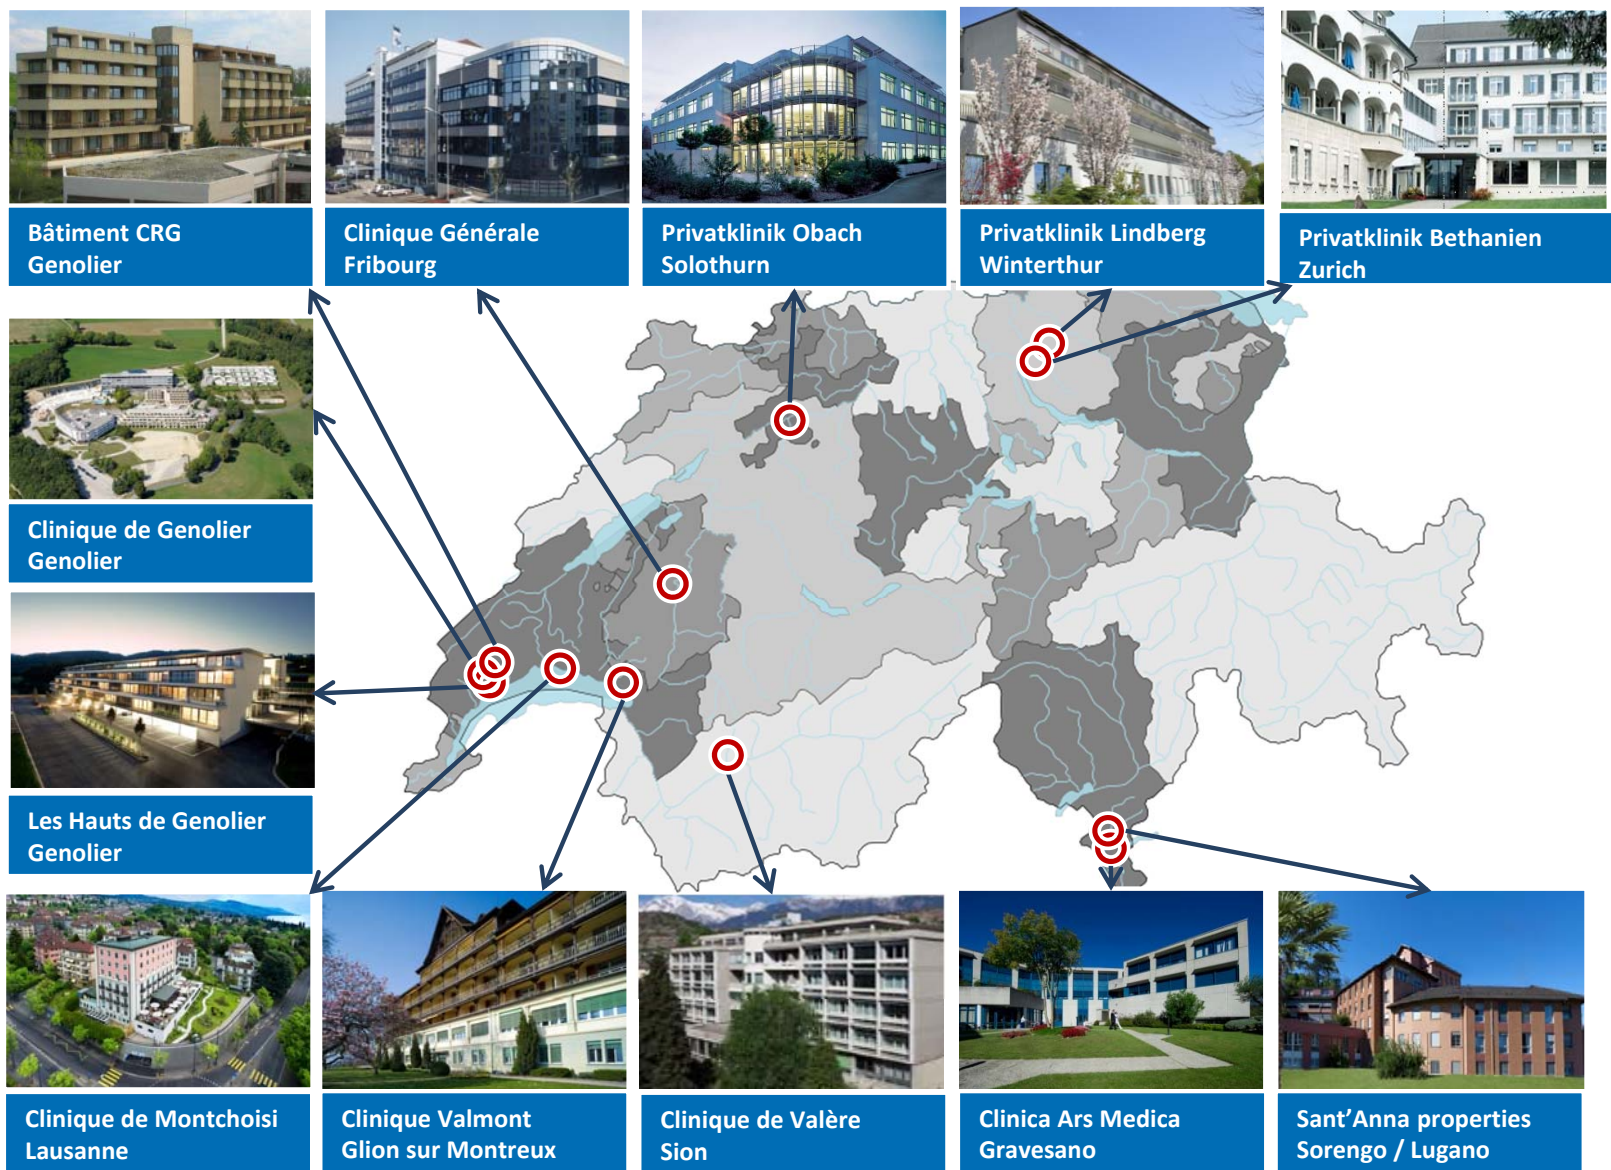 Bâtiment CRG
Genolier
Clinique Générale
Fribourg
Privatklinik Obach
Solothurn
Privatklinik Lindberg
Winterthur
Privatklinik Bethanien
Zurich
Clinique de Genolier
Genolier
Les Hauts de Genolier
Genolier
Clinique de Montchoisi
Lausanne
Clinique Valmont
Glion sur Montreux
Clinique de Valère
Sion
Clinica Ars Medica
Gravesano
Sant’Anna properties
Sorengo / Lugano